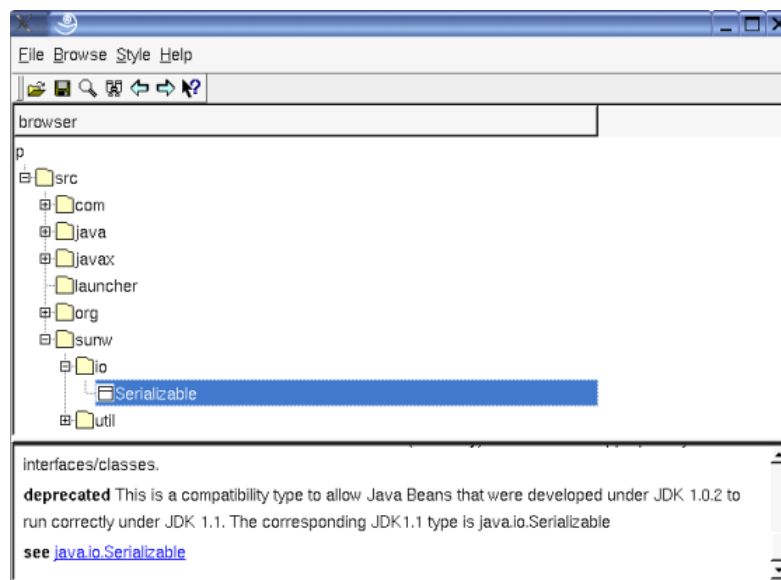 File Browse Style Help
browser
p
src
com
java
javax
launcher
org
sunw
io
Serializable
util
interfaces/classes.
deprecated This is a compatibility type to allow Java Beans that were developed under JDK 1.0.2 to
run correctly under JDK 1.1. The corresponding JDK1.1 type is java.io.Serializable
see java.io.Serializable